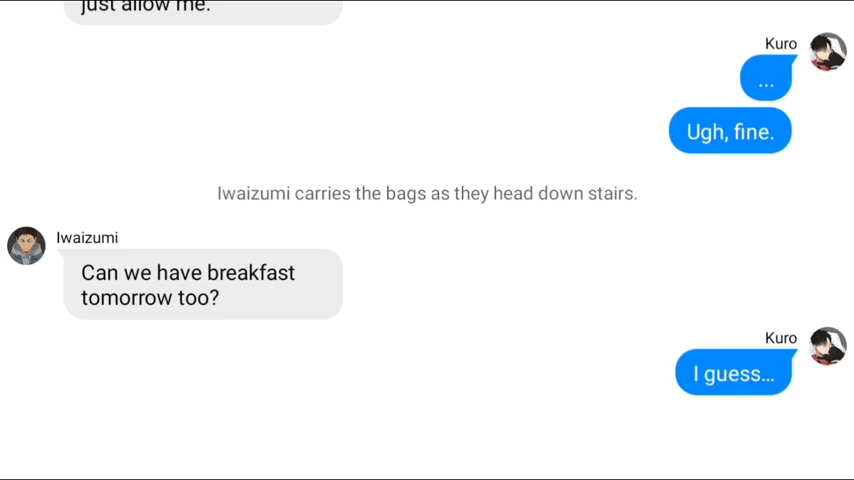 just allow me.
Kuro
...
Ugh, fine.
Iwaizumi carries the bags as they head down stairs.
Iwaizumi
Can we have breakfast
tomorrow too?
Kuro
I guess...